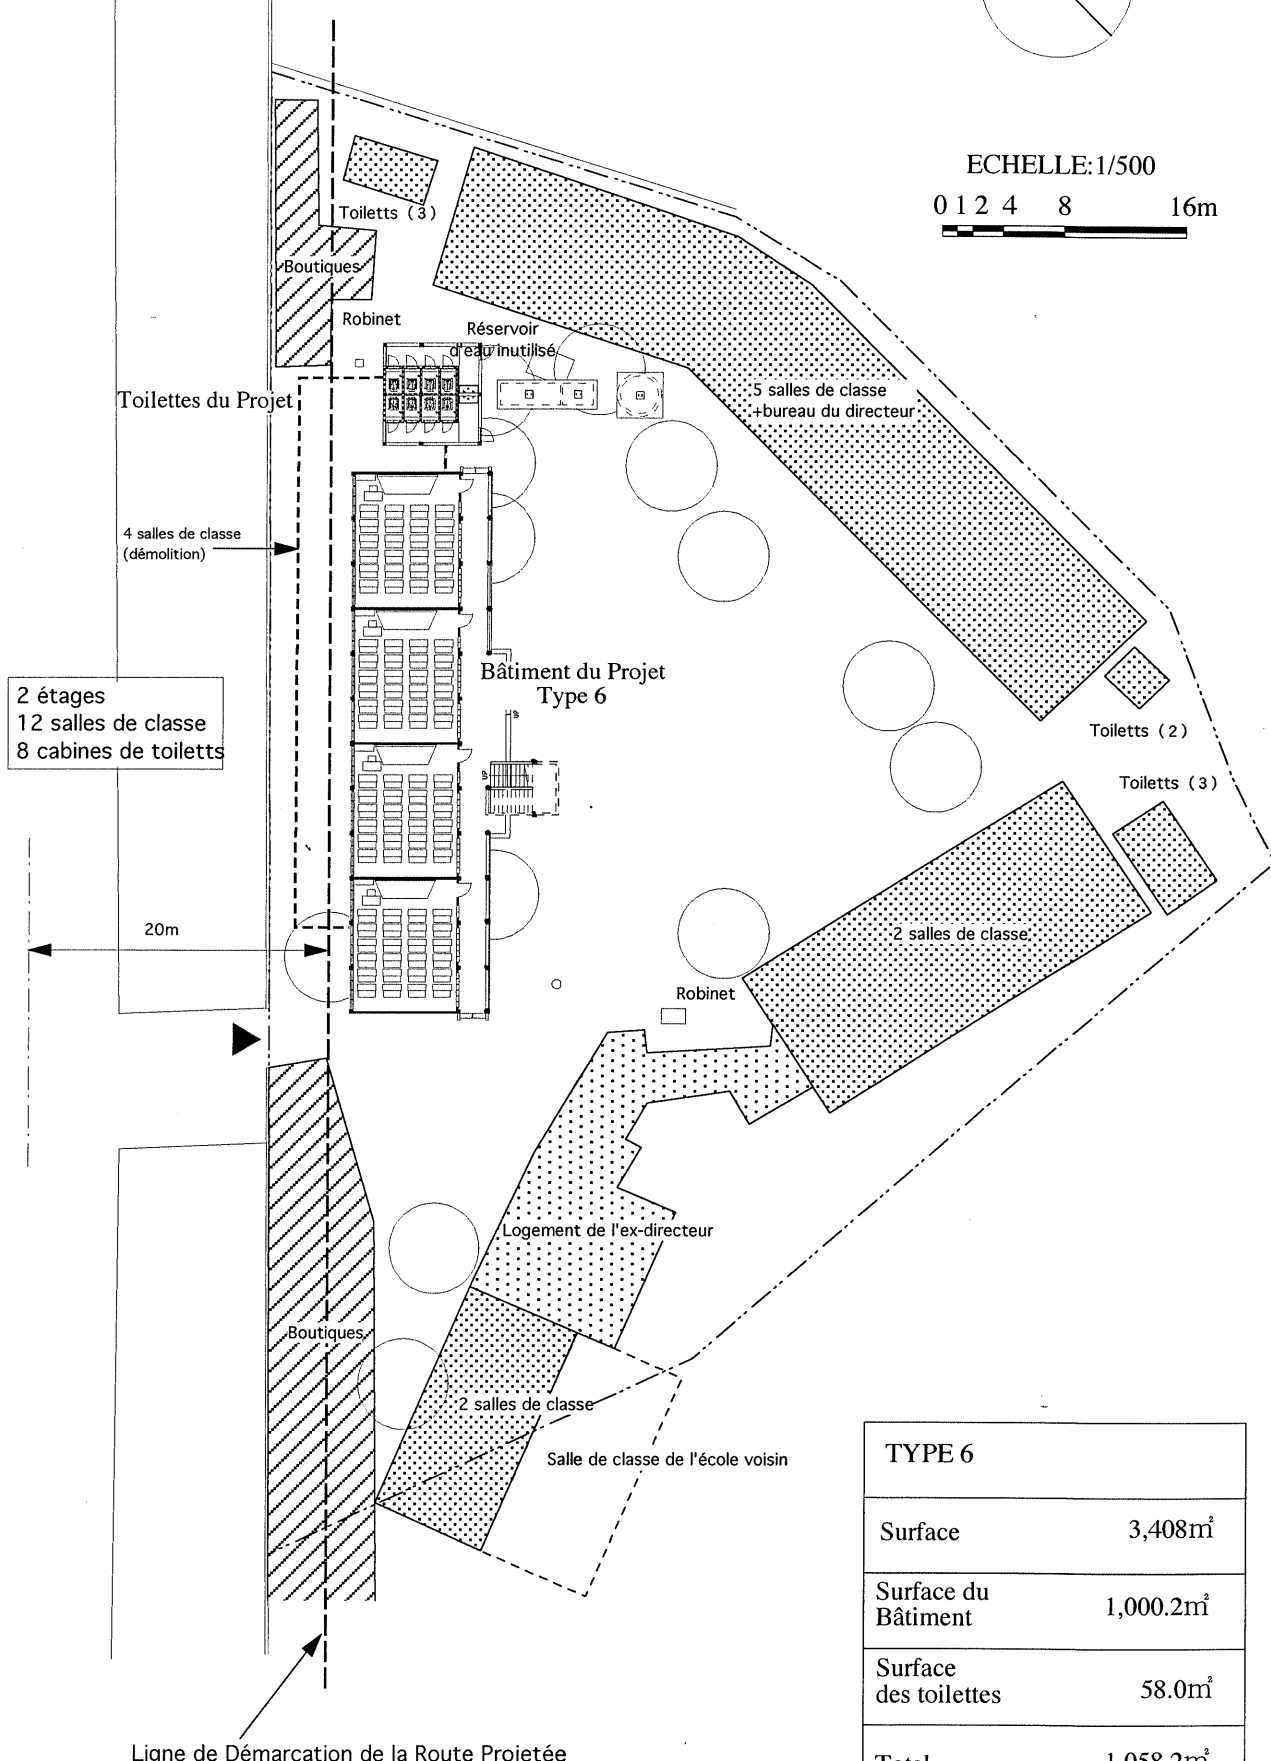 ECHELLE:1/500
0 1 2 4 8 16m
Toiletts (3)
Boutiques
Robinet
Réservoir
d'eau inutilisé
5 salles de classe
+bureau du directeur
Toilettes du Projet
4 salles de classe
(démolition)
Bâtiment du Projet
Type 6
UP
UP
2 étages
12 salles de classe
8 cabines de toiletts
Toiletts (2)
Toiletts (3)
20m
2 salles de classe
Robinet
Logement de l'ex-directeur
Boutiques
2 salles de classe
Salle de classe de l'école voisin
TYPE 6
Surface 3,408㎡
Surface du
Bâtiment 1,000.2㎡
Surface
des toilettes 58.0㎡
Total 1,058.2㎡
Ligne de Démarcation de la Route Projetée